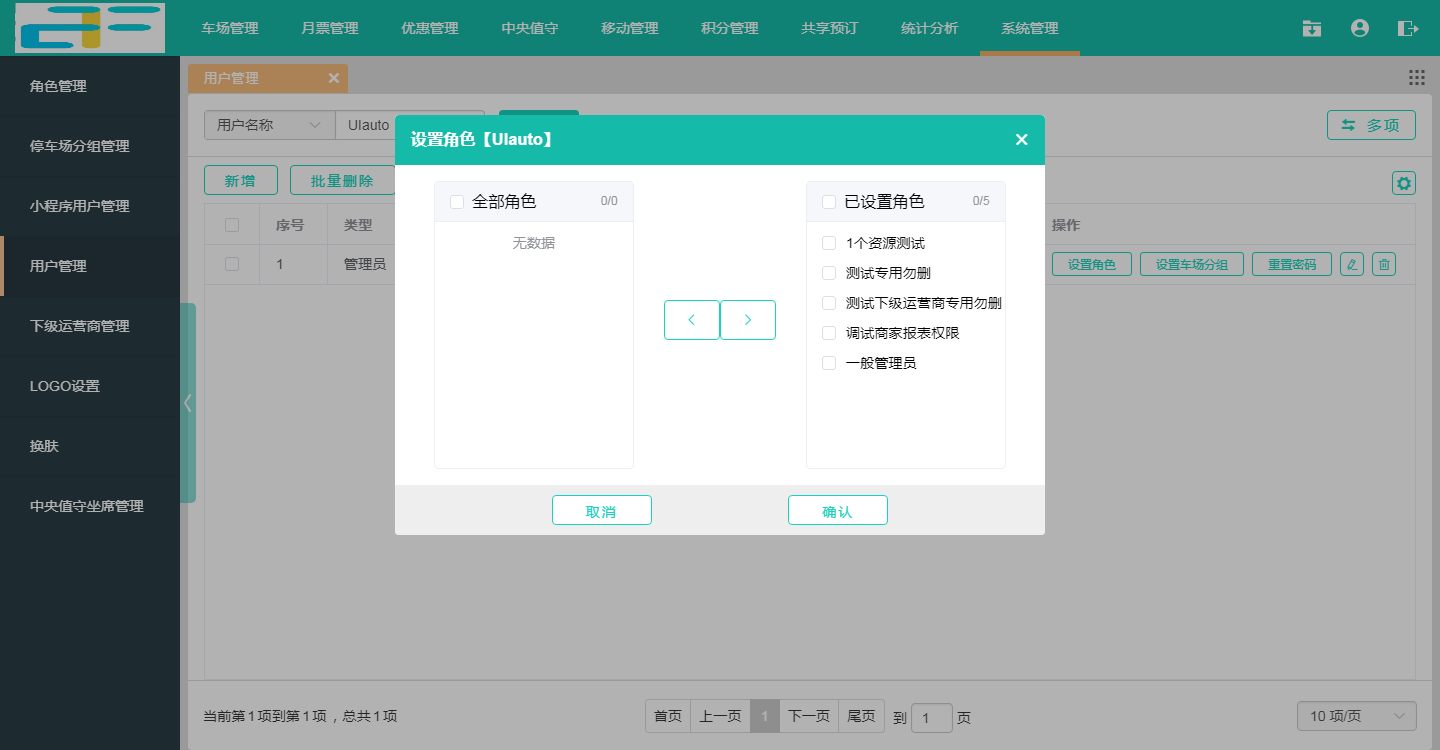 车场管理 月票管理 优惠管理 中央值守 移动管理 积分管理 共享预订 统计分析 系统管理
角色管理
停车场分组管理
小程序用户管理
用户管理
下级运营商管理
LOGO设置
换肤
中央值守坐席管理
用户管理
用户名称 UIauto
多项
新增 批量删除
序号 类型 操作
1 管理员 设置角色 设置车场分组 重置密码
设置角色【UIauto】
全部角色 0/0
无数据
已设置角色 0/5
1个资源测试
测试专用勿删
测试下级运营商专用勿删
调试商家报表权限
一般管理员
取消 确认
当前第1项到第1项，总共1项
首页 上一页 1 下一页 尾页 到 1 页
10 项/页